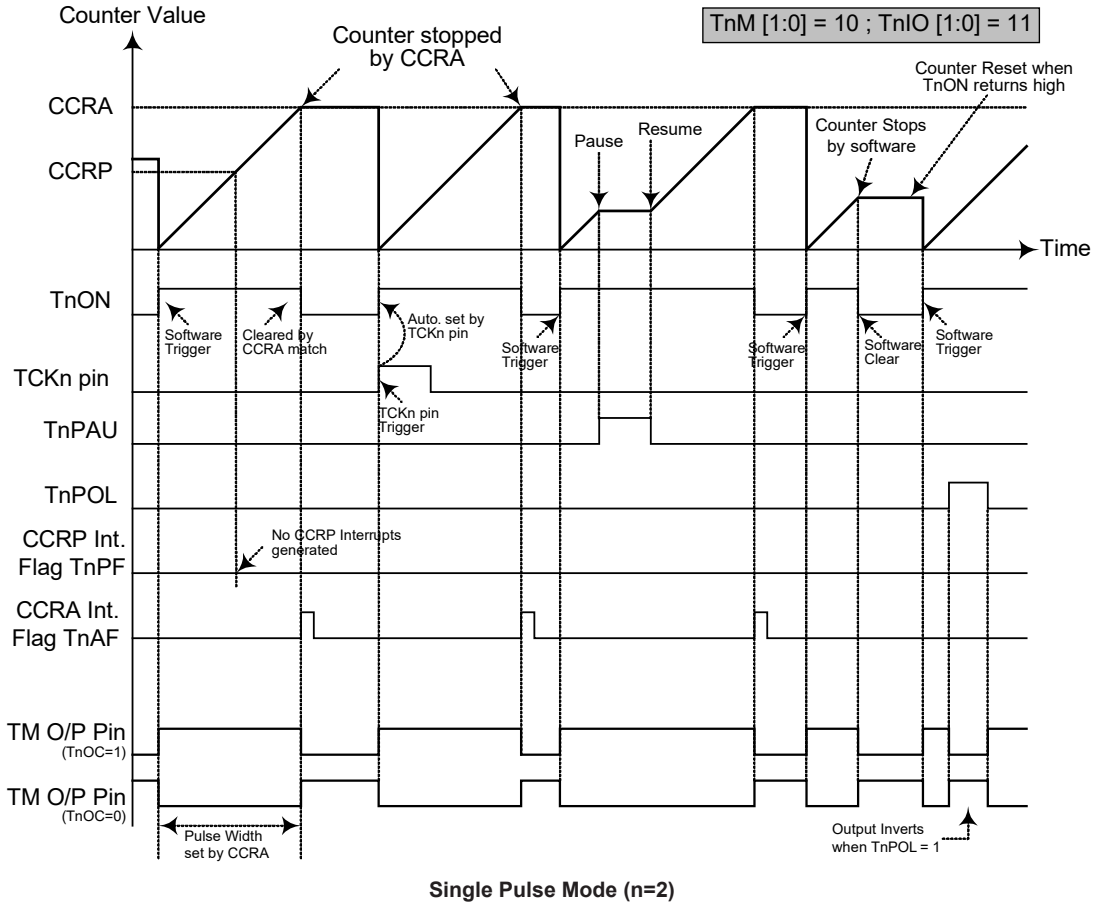 Counter Value
TnM [1:0] = 10 ; TnIO [1:0] = 11
Counter stopped
by CCRA
Counter Reset when
TnON returns high
CCRA
Counter Stops
by software
Pause
Resume
CCRP
Time
TnON
Software
Trigger
Cleared by
CCRA match
Auto. set by
TCKn pin
Software
Trigger
Software
Trigger
Software
Clear
Software
Trigger
TCKn pin
TCKn pin
Trigger
TnPAU
TnPOL
No CCRP Interrupts
generated
CCRP Int.
Flag TnPF
CCRA Int.
Flag TnAF
TM O/P Pin
(TnOC=1)
TM O/P Pin
(TnOC=0)
Pulse Width
set by CCRA
Output Inverts
when TnPOL = 1
Single Pulse Mode (n=2)